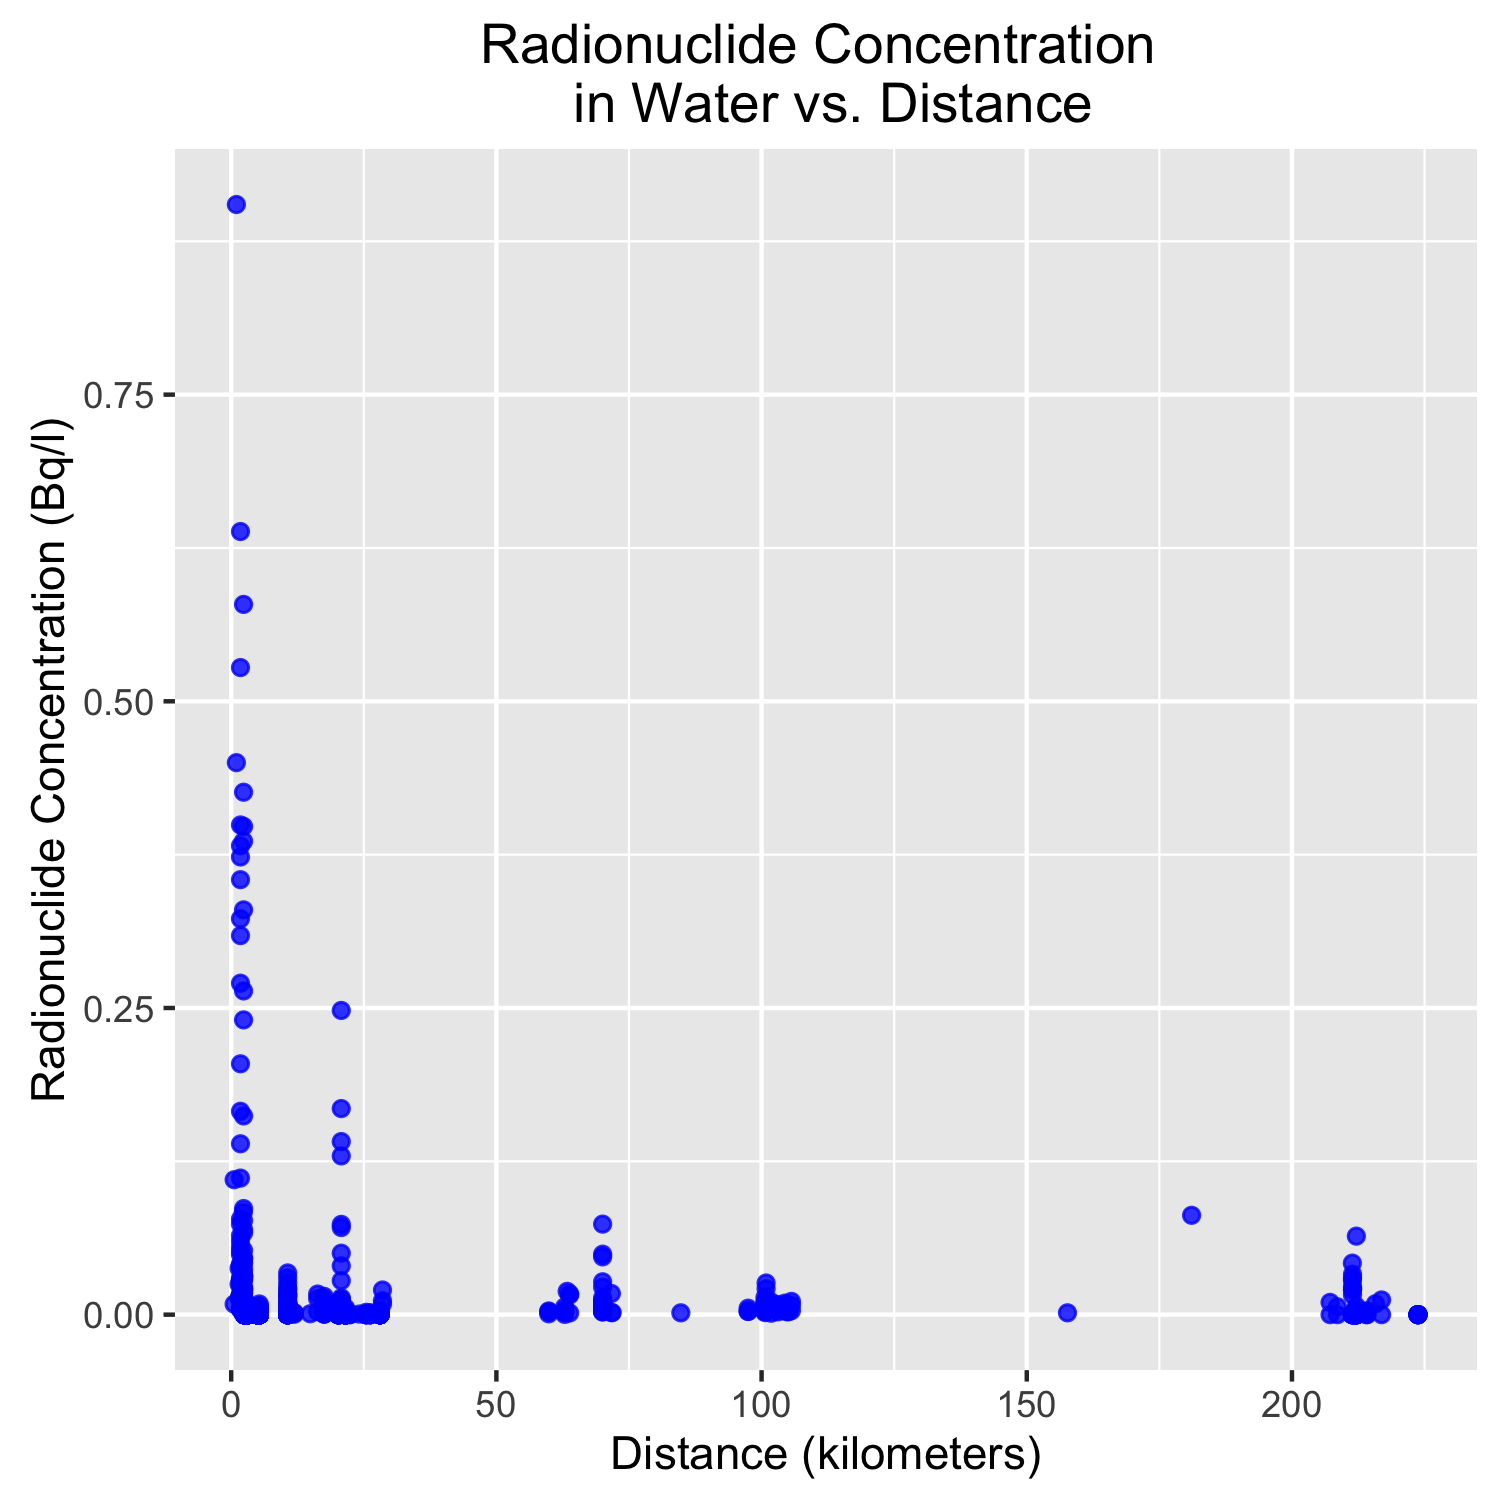 Radionuclide Concentration
in Water vs. Distance
Radionuclide Concentration (Bq/l)
0.75
0.50
0.25
0.00
0 50 100 150 200
Distance (kilometers)